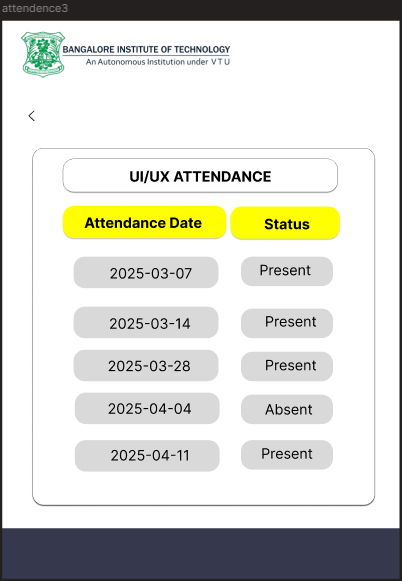 attendence3
BANGALORE INSTITUTE OF TECHNOLOGY
An Autonomous Institution under V T U
<
UI/UX ATTENDANCE
Attendance Date Status
2025-03-07 Present
2025-03-14 Present
2025-03-28 Present
2025-04-04 Absent
2025-04-11 Present